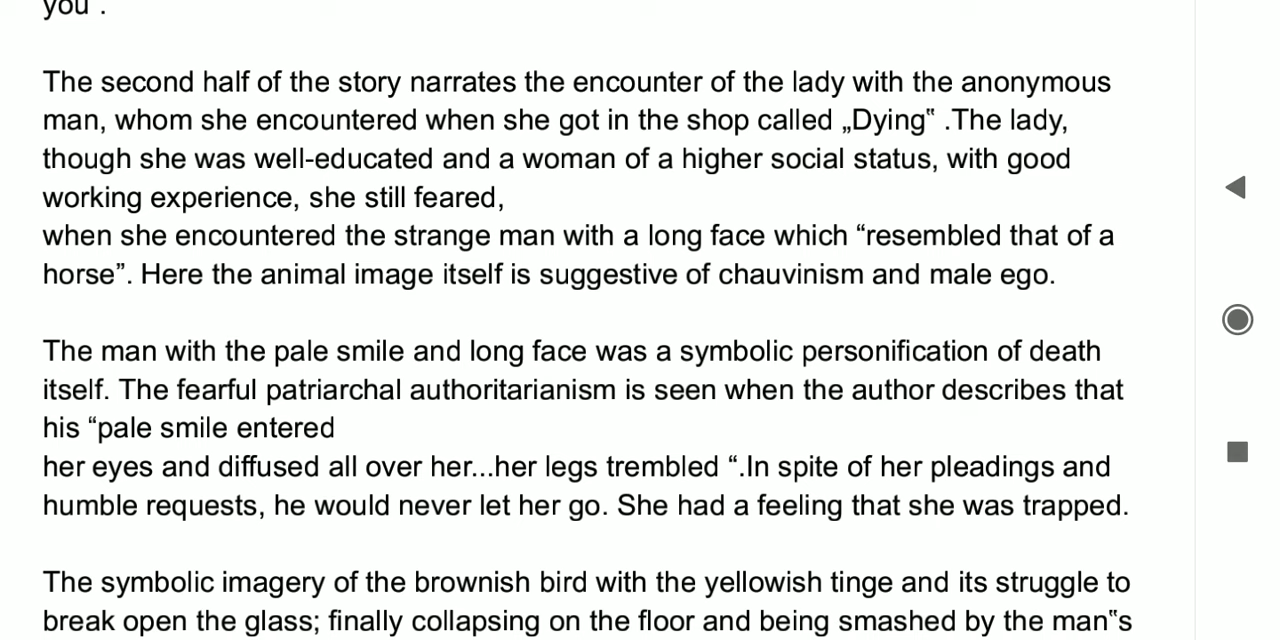 you".
The second half of the story narrates the encounter of the lady with the anonymous
man, whom she encountered when she got in the shop called „Dying‟ .The lady,
though she was well-educated and a woman of a higher social status, with good
working experience, she still feared,
when she encountered the strange man with a long face which “resembled that of a
horse”. Here the animal image itself is suggestive of chauvinism and male ego.
The man with the pale smile and long face was a symbolic personification of death
itself. The fearful patriarchal authoritarianism is seen when the author describes that
his “pale smile entered
her eyes and diffused all over her...her legs trembled “.In spite of her pleadings and
humble requests, he would never let her go. She had a feeling that she was trapped.
The symbolic imagery of the brownish bird with the yellowish tinge and its struggle to
break open the glass; finally collapsing on the floor and being smashed by the man‟s